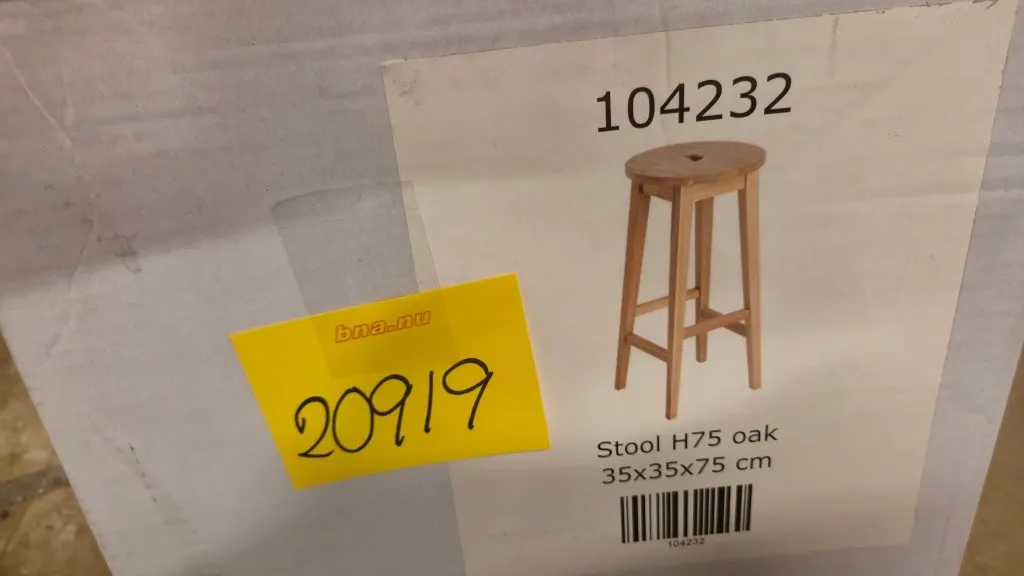 104232
bna.nu
20919
Stool H75 oak
35x35x75 cm
104232